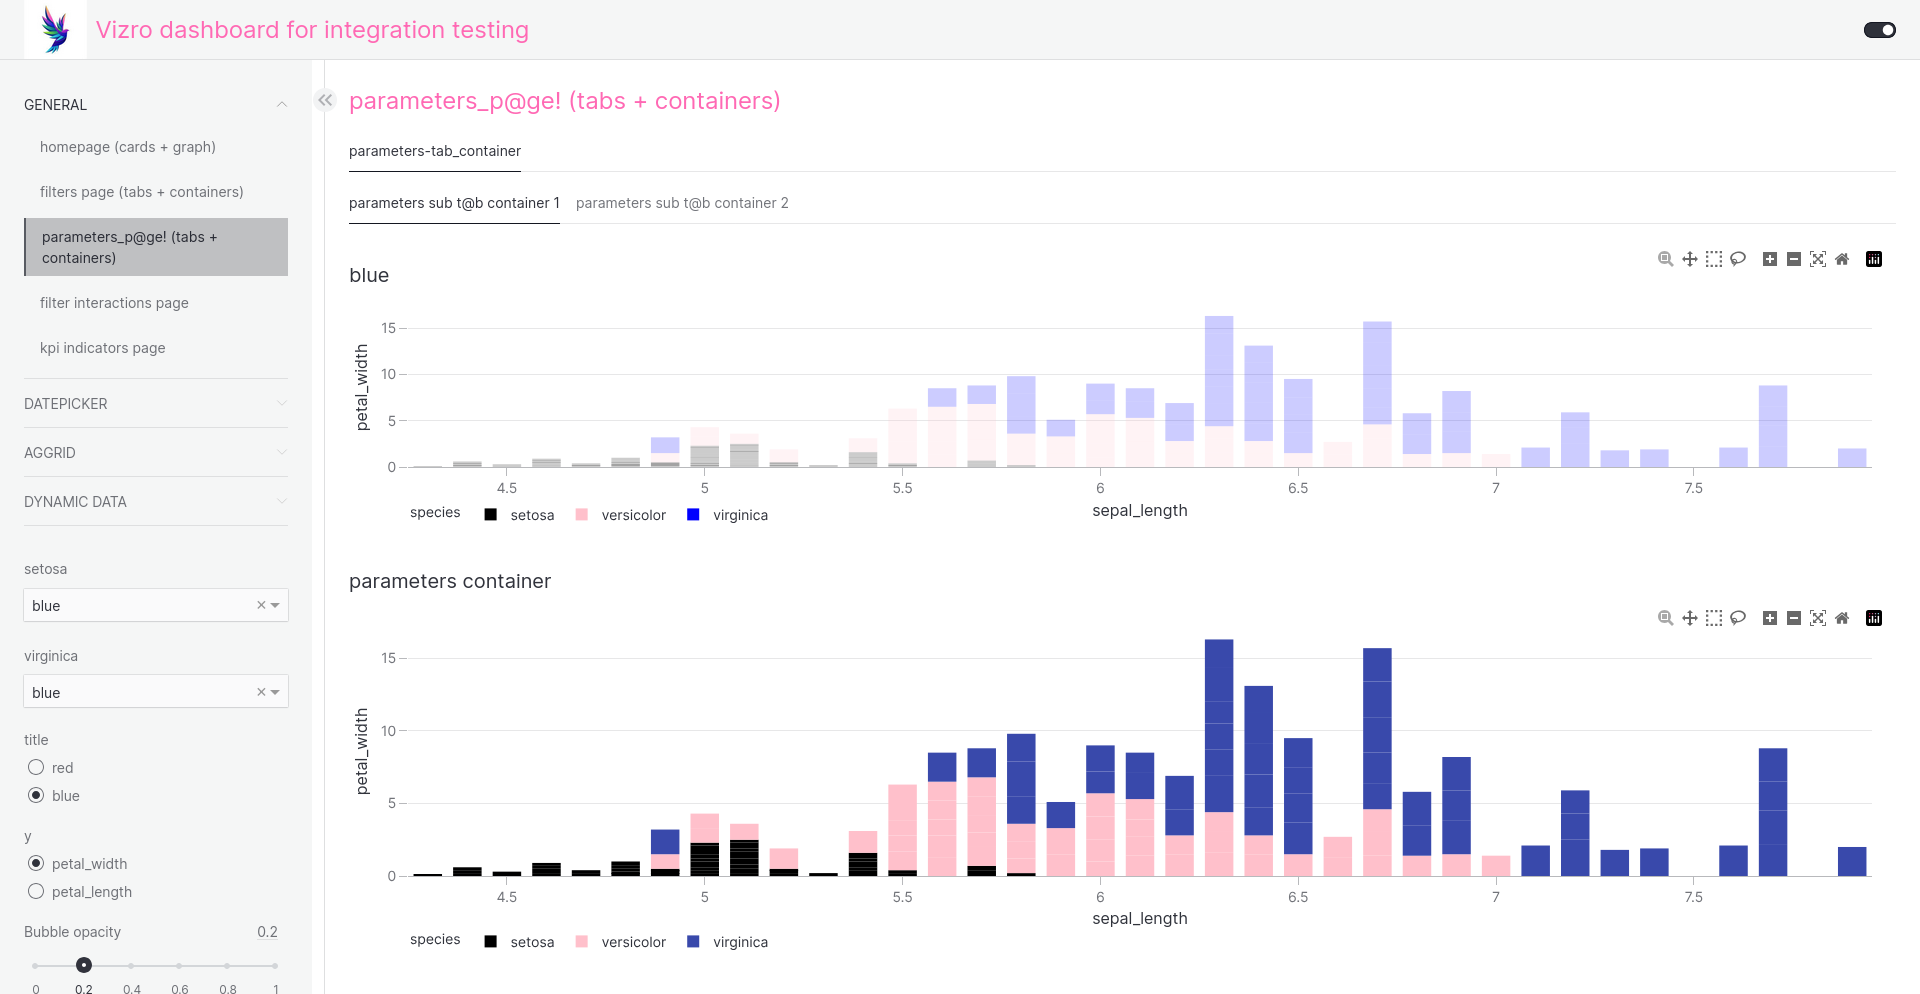 Vizro dashboard for integration testing
GENERAL
homepage (cards + graph)
filters page (tabs + containers)
parameters_p@ge! (tabs +
containers)
filter interactions page
kpi indicators page
DATEPICKER
AGGRID
DYNAMIC DATA
setosa
blue
virginica
blue
title
red
blue
y
petal_width
petal_length
Bubble opacity 0.2
0 0.2 0.4 0.6 0.8 1
parameters_p@ge! (tabs + containers)
parameters-tab_container
parameters sub t@b container 1 parameters sub t@b container 2
blue
petal_width
15
10
5
0
4.5 5 5.5 6 6.5 7 7.5
sepal_length
species setosa versicolor virginica
parameters container
petal_width
15
10
5
0
4.5 5 5.5 6 6.5 7 7.5
sepal_length
species setosa versicolor virginica